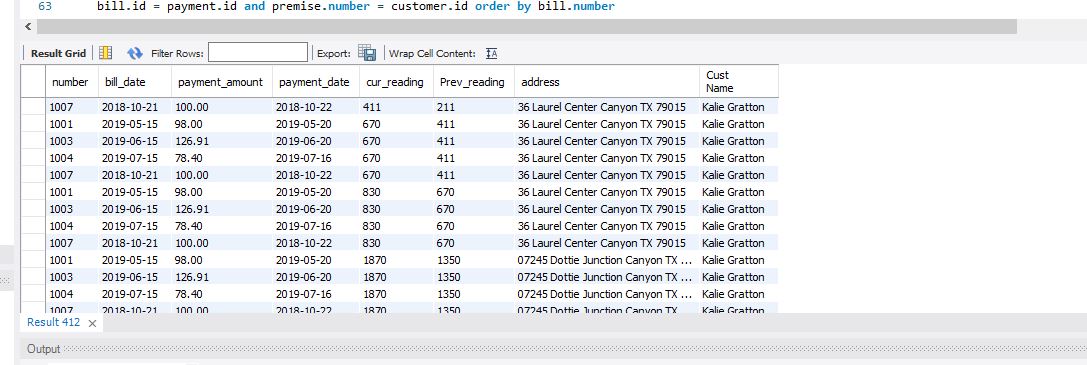 63 bill.id = payment.id and premise.number = customer.id order by bill.number
Result Grid Filter Rows: Export: Wrap Cell Content:
number bill_date payment_amount payment_date cur_reading Prev_reading address Cust Name
1007 2018-10-21 100.00 2018-10-22 411 211 36 Laurel Center Canyon TX 79015 Kalie Gratton
1001 2019-05-15 98.00 2019-05-20 670 411 36 Laurel Center Canyon TX 79015 Kalie Gratton
1003 2019-06-15 126.91 2019-06-20 670 411 36 Laurel Center Canyon TX 79015 Kalie Gratton
1004 2019-07-15 78.40 2019-07-16 670 411 36 Laurel Center Canyon TX 79015 Kalie Gratton
1007 2018-10-21 100.00 2018-10-22 670 411 36 Laurel Center Canyon TX 79015 Kalie Gratton
1001 2019-05-15 98.00 2019-05-20 830 670 36 Laurel Center Canyon TX 79015 Kalie Gratton
1003 2019-06-15 126.91 2019-06-20 830 670 36 Laurel Center Canyon TX 79015 Kalie Gratton
1004 2019-07-15 78.40 2019-07-16 830 670 36 Laurel Center Canyon TX 79015 Kalie Gratton
1007 2018-10-21 100.00 2018-10-22 830 670 36 Laurel Center Canyon TX 79015 Kalie Gratton
1001 2019-05-15 98.00 2019-05-20 1870 1350 07245 Dottie Junction Canyon TX ... Kalie Gratton
1003 2019-06-15 126.91 2019-06-20 1870 1350 07245 Dottie Junction Canyon TX ... Kalie Gratton
1004 2019-07-15 78.40 2019-07-16 1870 1350 07245 Dottie Junction Canyon TX ... Kalie Gratton
1007 2018-10-21 100.00 2018-10-22 1870 1350 07245 Dottie Junction Canyon TX ... Kalie Gratton
Result 412
Output